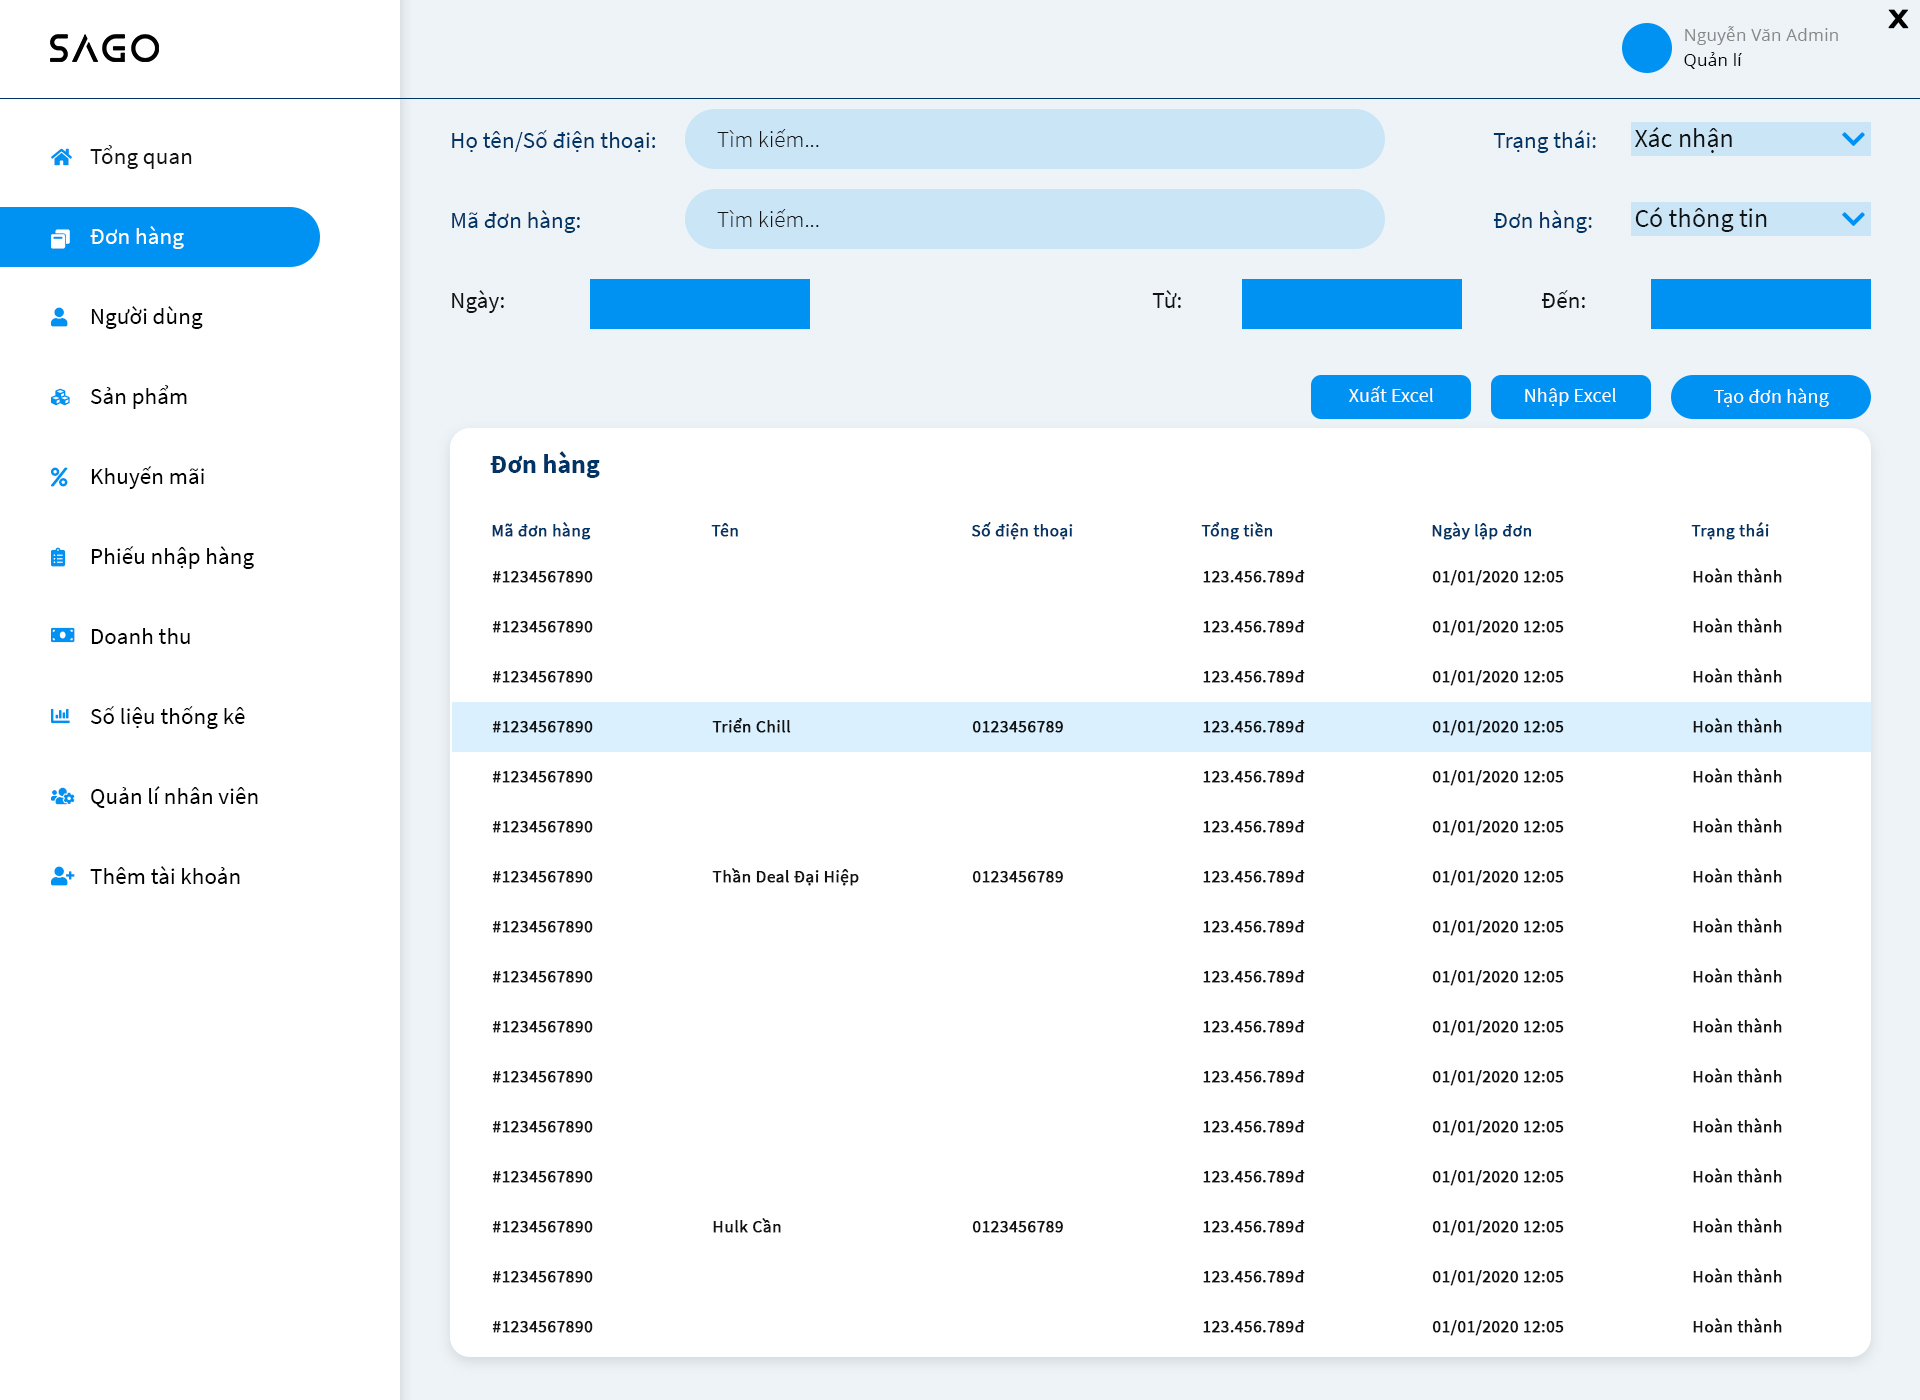 SAGO
Nguyễn Văn Admin
Quản lí
X
Tổng quan
Đơn hàng
Người dùng
Sản phẩm
Khuyến mãi
Phiếu nhập hàng
Doanh thu
Số liệu thống kê
Quản lí nhân viên
Thêm tài khoản
Họ tên/Số điện thoại: Tìm kiếm... Trạng thái: Xác nhận
Mã đơn hàng: Tìm kiếm... Đơn hàng: Có thông tin
Ngày: Từ: Đến:
Xuất Excel Nhập Excel Tạo đơn hàng
Đơn hàng
Mã đơn hàng Tên Số điện thoại Tổng tiền Ngày lập đơn Trạng thái
#1234567890 123.456.789đ 01/01/2020 12:05 Hoàn thành
#1234567890 123.456.789đ 01/01/2020 12:05 Hoàn thành
#1234567890 123.456.789đ 01/01/2020 12:05 Hoàn thành
#1234567890 Triển Chill 0123456789 123.456.789đ 01/01/2020 12:05 Hoàn thành
#1234567890 123.456.789đ 01/01/2020 12:05 Hoàn thành
#1234567890 123.456.789đ 01/01/2020 12:05 Hoàn thành
#1234567890 Thần Deal Đại Hiệp 0123456789 123.456.789đ 01/01/2020 12:05 Hoàn thành
#1234567890 123.456.789đ 01/01/2020 12:05 Hoàn thành
#1234567890 123.456.789đ 01/01/2020 12:05 Hoàn thành
#1234567890 123.456.789đ 01/01/2020 12:05 Hoàn thành
#1234567890 123.456.789đ 01/01/2020 12:05 Hoàn thành
#1234567890 123.456.789đ 01/01/2020 12:05 Hoàn thành
#1234567890 123.456.789đ 01/01/2020 12:05 Hoàn thành
#1234567890 Hulk Cần 0123456789 123.456.789đ 01/01/2020 12:05 Hoàn thành
#1234567890 123.456.789đ 01/01/2020 12:05 Hoàn thành
#1234567890 123.456.789đ 01/01/2020 12:05 Hoàn thành